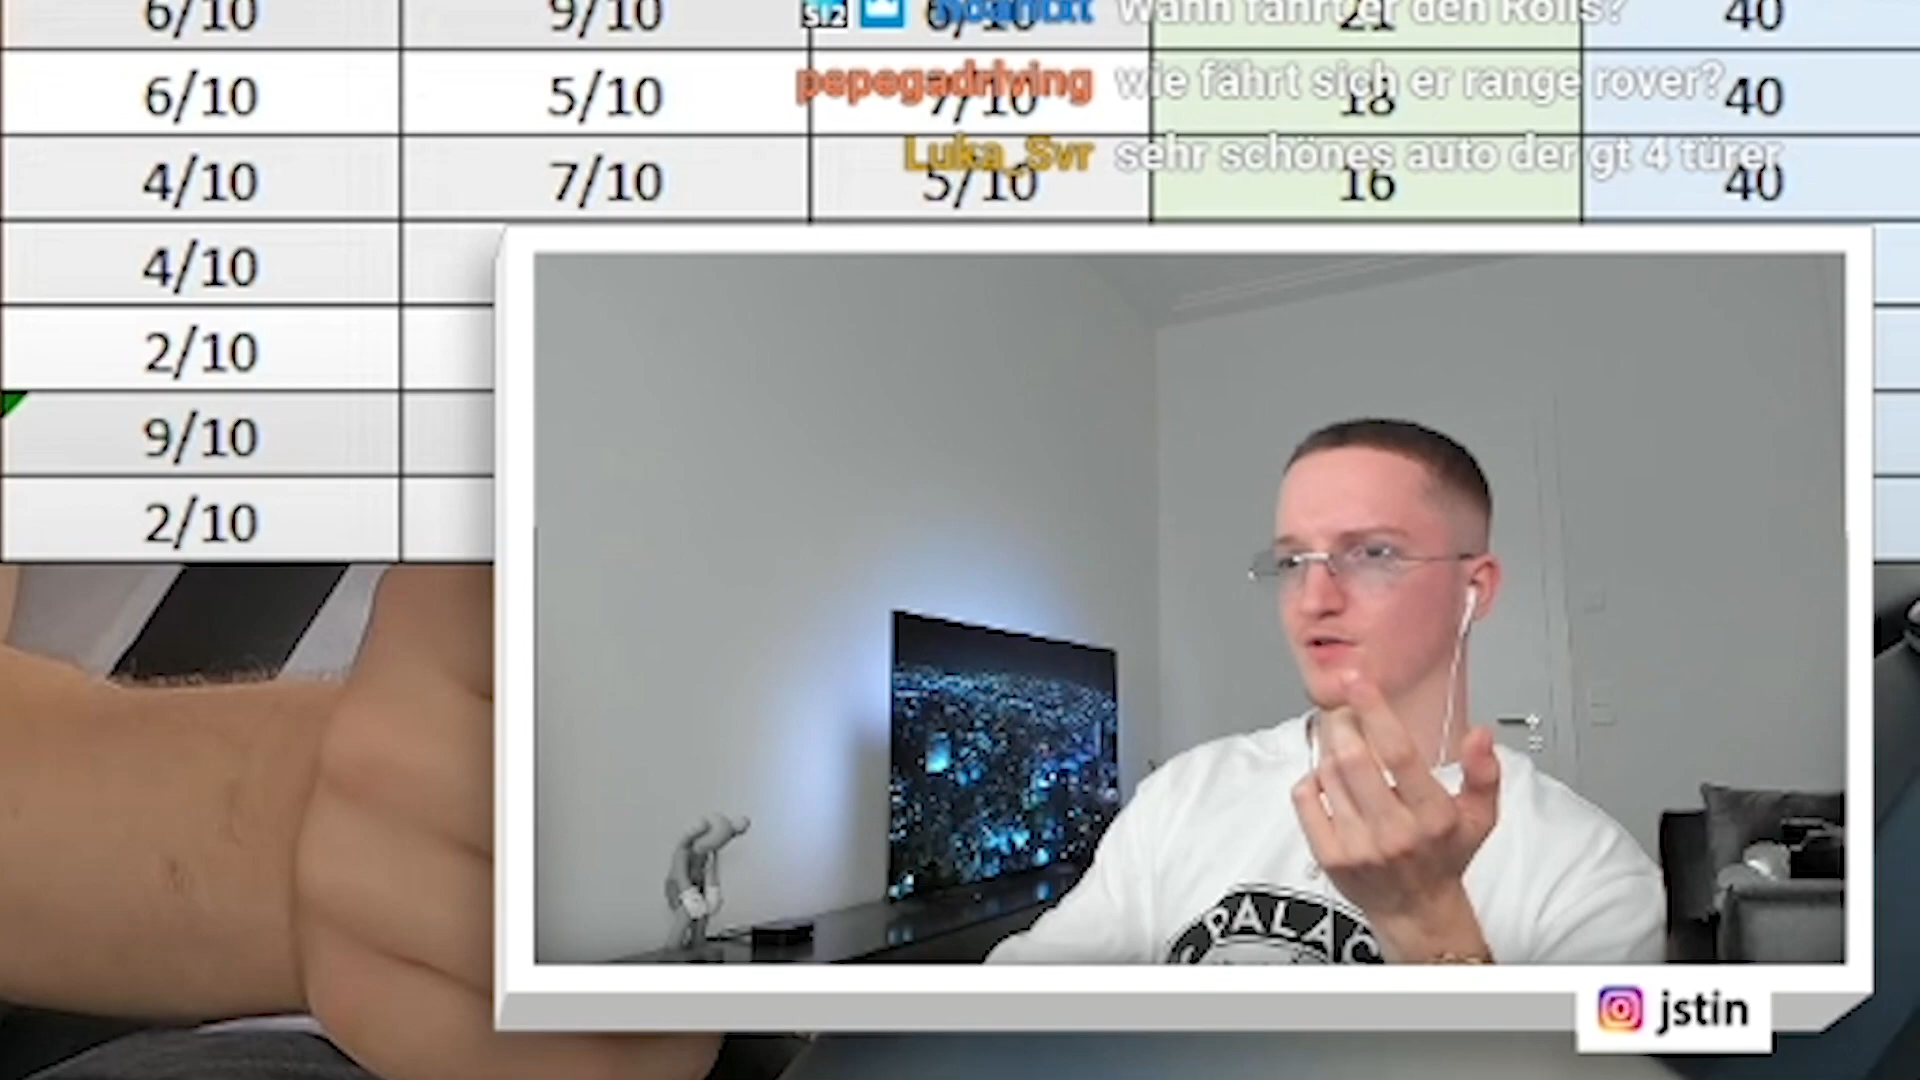 6/10 9/10 6/10 21 40
Wann fährt er den Rolls?
6/10 5/10 7/10 18 40
pepegadriving wie fährt sich er range rover?
4/10 7/10 5/10 16 40
Luka_Svr sehr schönes auto der gt 4 türer
4/10
2/10
9/10
2/10
PALAC
jstin